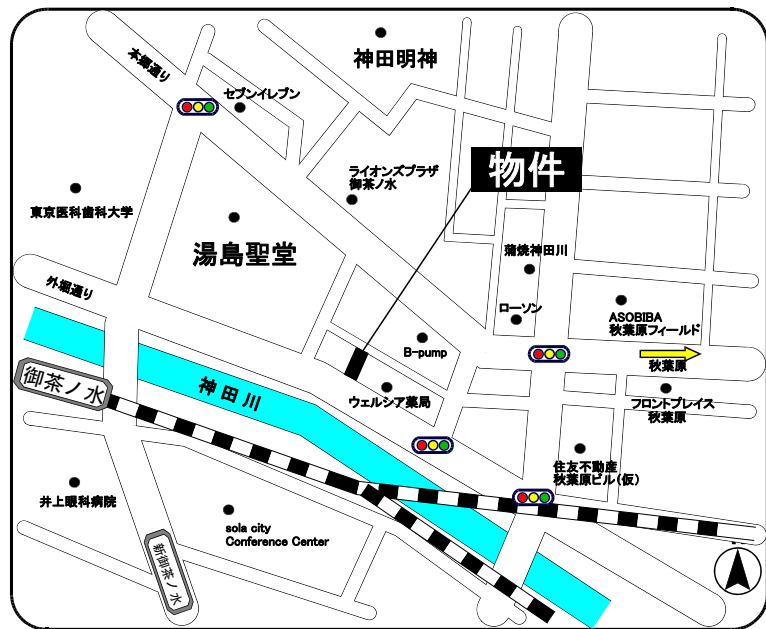 神田明神
本郷通り
セブンイレブン
ライオンズプラザ
御茶ノ水
物件
東京医科歯科大学
湯島聖堂
蒲焼神田川
外堀通り
ローソン
ASOBIBA
秋葉原フィールド
B-pump
秋葉原
御茶ノ水
神田川
ウェルシア薬局
フロントプレイス
秋葉原
住友不動産
秋葉原ビル(仮)
井上眼科病院
sola city
Conference Center
新御茶ノ水